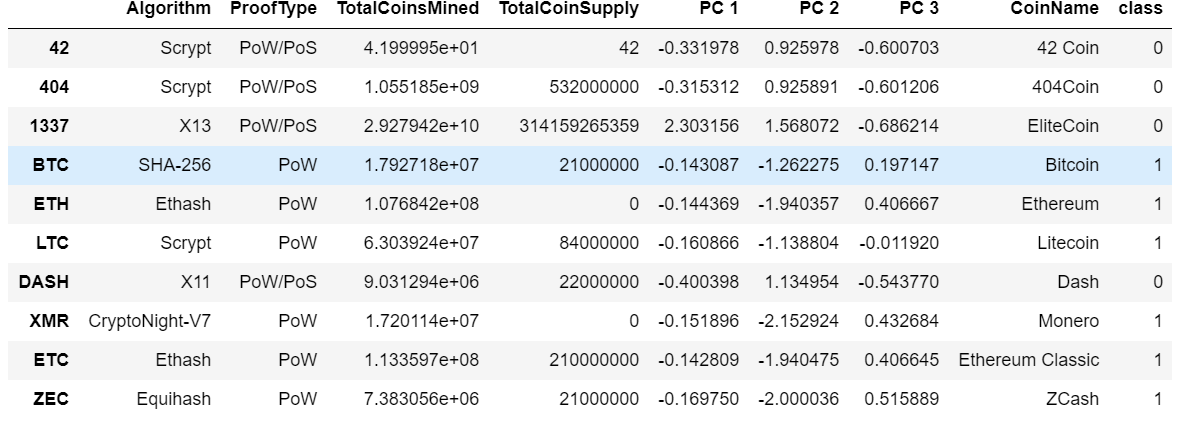 Algorithm ProofType TotalCoinsMined TotalCoinSupply PC 1 PC 2 PC 3 CoinName class
42 Scrypt PoW/PoS 4.199995e+01 42 -0.331978 0.925978 -0.600703 42 Coin 0
404 Scrypt PoW/PoS 1.055185e+09 532000000 -0.315312 0.925891 -0.601206 404Coin 0
1337 X13 PoW/PoS 2.927942e+10 314159265359 2.303156 1.568072 -0.686214 EliteCoin 0
BTC SHA-256 PoW 1.792718e+07 21000000 -0.143087 -1.262275 0.197147 Bitcoin 1
ETH Ethash PoW 1.076842e+08 0 -0.144369 -1.940357 0.406667 Ethereum 1
LTC Scrypt PoW 6.303924e+07 84000000 -0.160866 -1.138804 -0.011920 Litecoin 1
DASH X11 PoW/PoS 9.031294e+06 22000000 -0.400398 1.134954 -0.543770 Dash 0
XMR CryptoNight-V7 PoW 1.720114e+07 0 -0.151896 -2.152924 0.432684 Monero 1
ETC Ethash PoW 1.133597e+08 210000000 -0.142809 -1.940475 0.406645 Ethereum Classic 1
ZEC Equihash PoW 7.383056e+06 21000000 -0.169750 -2.000036 0.515889 ZCash 1